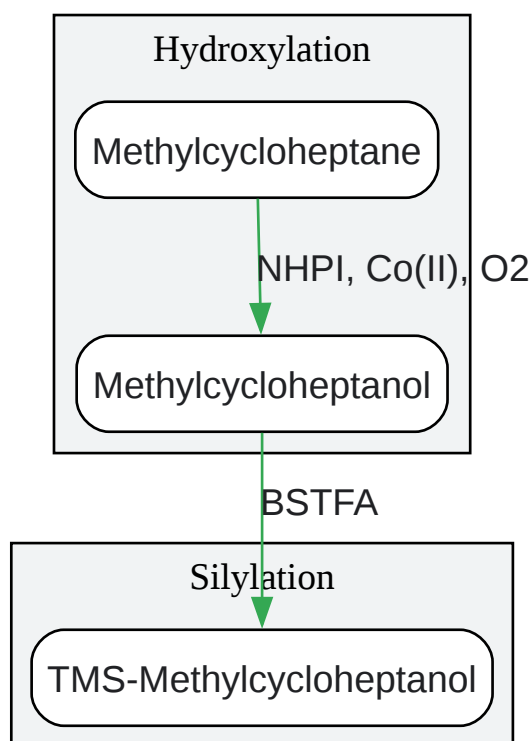 Hydroxylation
Methylcycloheptane
NHPI, Co(II), O2
Methylcycloheptanol
BSTFA
Silylation
TMS-Methylcycloheptanol